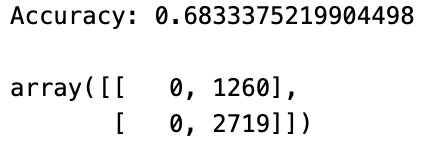 Accuracy: 0.6833375219904498
array([[   0, 1260],
       [   0, 2719]])